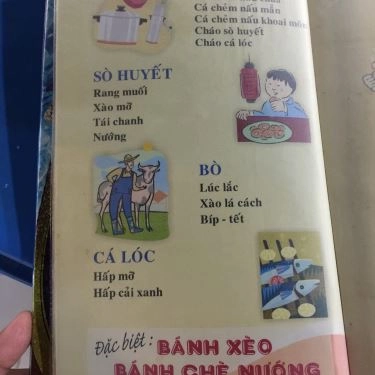 Cá chẽm nấu mẳn
Cá chẽm nấu khoai môn
Cháo sò huyết
Cháo cá lóc
SÒ HUYẾT
Rang muối
Xào mỡ
Tái chanh
Nướng
BÒ
Lúc lắc
Xào lá cách
Bíp - tết
CÁ LÓC
Hấp mỡ
Hấp cải xanh
Đặc biệt : BÁNH XÈO
BÁNH CHÈ NƯỚNG